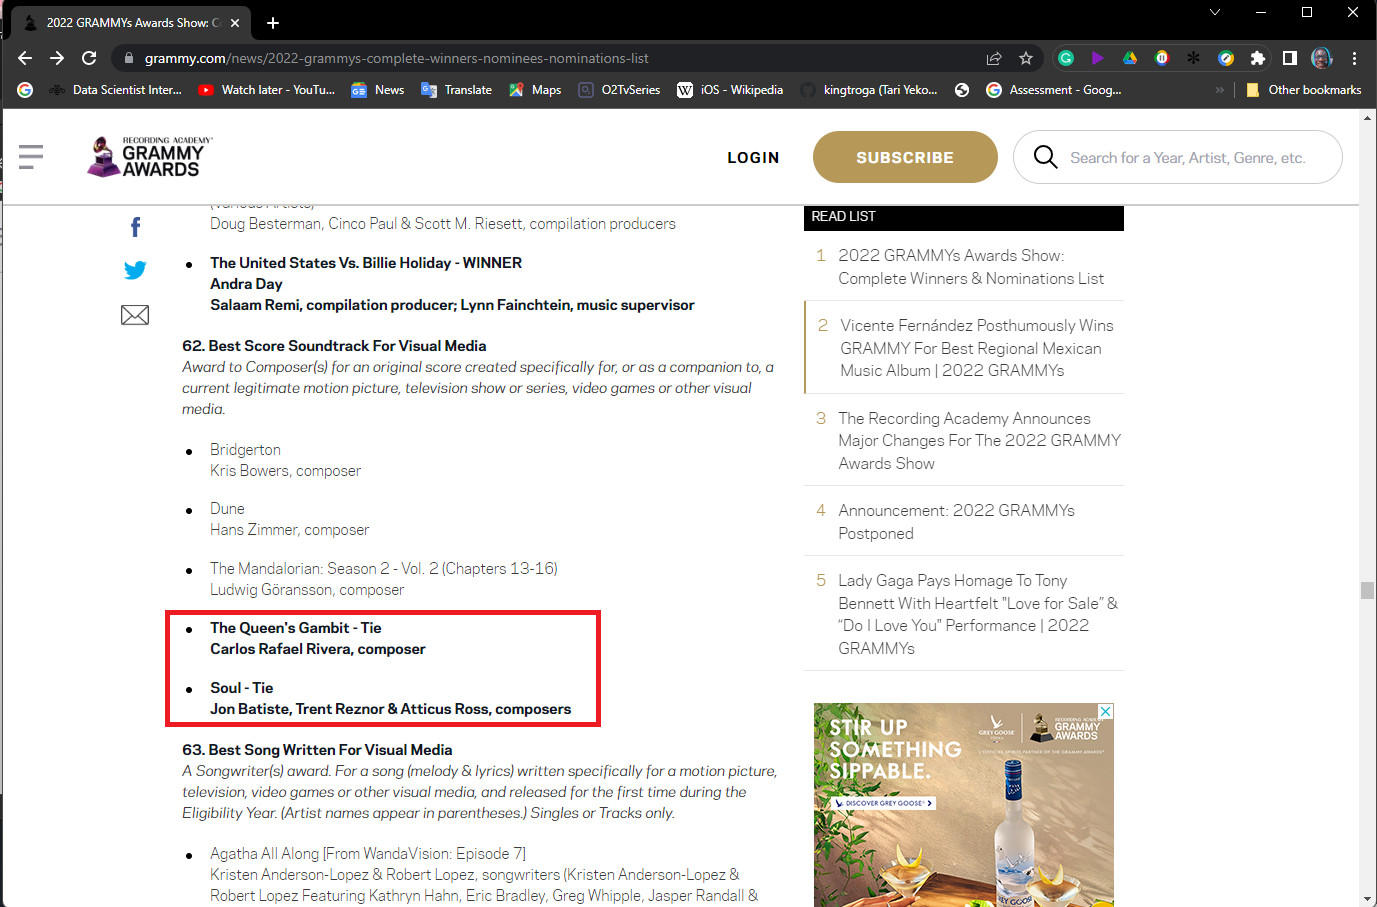 2022 GRAMMYs Awards Show: C
grammy.com/news/2022-grammys-complete-winners-nominees-nominations-list
Data Scientist Inter...
Watch later - YouTu...
News
Translate
Maps
O2TvSeries
iOS - Wikipedia
kingtroga (Tari Yeko...
Assessment - Goog...
»
Other bookmarks
RECORDING ACADEMY
GRAMMY
AWARDS
LOGIN
SUBSCRIBE
Search for a Year, Artist, Genre, etc.
(Various Artists)
Doug Besterman, Cinco Paul & Scott M. Riesett, compilation producers
The United States Vs. Billie Holiday - WINNER
Andra Day
Salaam Remi, compilation producer; Lynn Fainchtein, music supervisor
62. Best Score Soundtrack For Visual Media
Award to Composer(s) for an original score created specifically for, or as a companion to, a
current legitimate motion picture, television show or series, video games or other visual
media.
Bridgerton
Kris Bowers, composer
Dune
Hans Zimmer, composer
The Mandalorian: Season 2 - Vol. 2 (Chapters 13-16)
Ludwig Göransson, composer
The Queen's Gambit - Tie
Carlos Rafael Rivera, composer
Soul - Tie
Jon Batiste, Trent Reznor & Atticus Ross, composers
63. Best Song Written For Visual Media
A Songwriter(s) award. For a song (melody & lyrics) written specifically for a motion picture,
television, video games or other visual media, and released for the first time during the
Eligibility Year. (Artist names appear in parentheses.) Singles or Tracks only.
Agatha All Along [From WandaVision: Episode 7]
Kristen Anderson-Lopez & Robert Lopez, songwriters (Kristen Anderson-Lopez &
Robert Lopez Featuring Kathryn Hahn, Eric Bradley, Greg Whipple, Jasper Randall &
READ LIST
1 2022 GRAMMYs Awards Show:
Complete Winners & Nominations List
2 Vicente Fernández Posthumously Wins
GRAMMY For Best Regional Mexican
Music Album | 2022 GRAMMYs
3 The Recording Academy Announces
Major Changes For The 2022 GRAMMY
Awards Show
4 Announcement: 2022 GRAMMYs
Postponed
5 Lady Gaga Pays Homage To Tony
Bennett With Heartfelt "Love for Sale” &
“Do I Love You” Performance | 2022
GRAMMYs
STIR UP
SOMETHING
SIPPABLE.
GREY GOOSE
GRAMMY
AWARDS
DISCOVER GREY GOOSE
GREY GOOSE